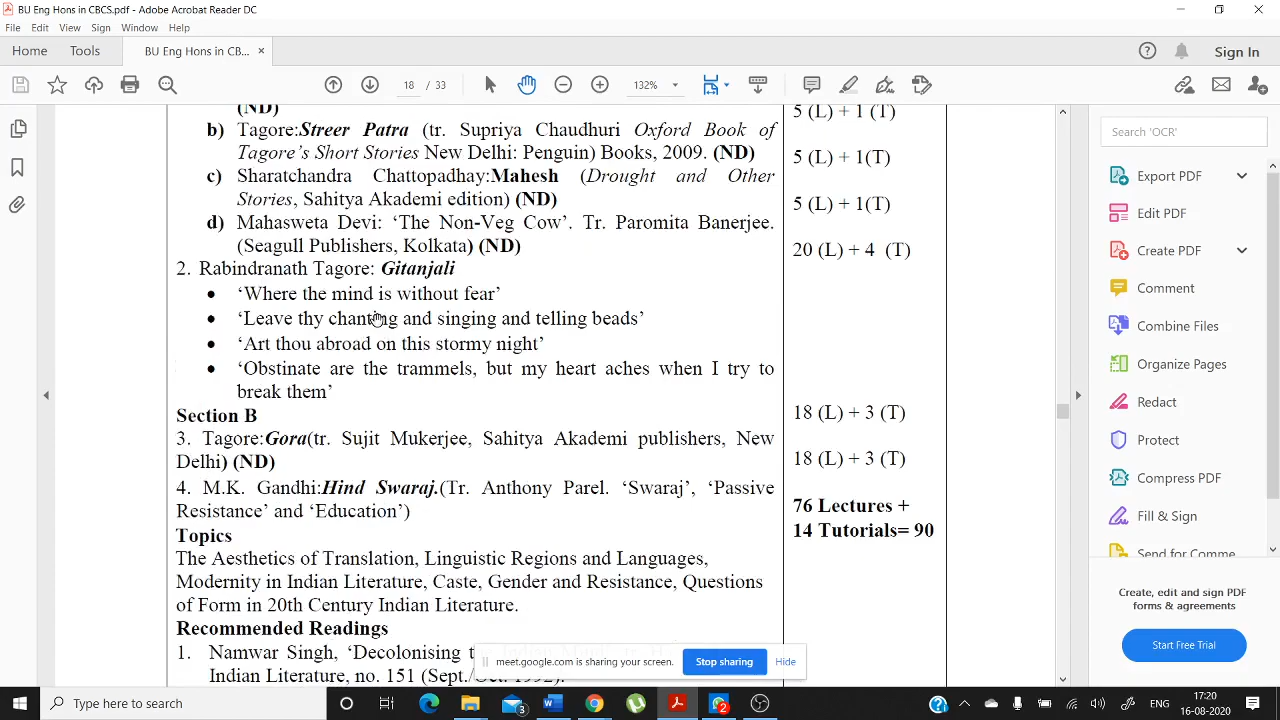 BU Eng Hons in CBCS.pdf - Adobe Acrobat Reader DC
File Edit View Sign Window Help
Home Tools BU Eng Hons in CB... × Sign In
18 / 33 132%
(ND) 5 (L) + 1 (T)
b) Tagore:Streer Patra (tr. Supriya Chaudhuri Oxford Book of
Tagore's Short Stories New Delhi: Penguin) Books, 2009. (ND) 5 (L) + 1(T)
c) Sharatchandra Chattopadhay:Mahesh (Drought and Other
Stories, Sahitya Akademi edition) (ND) 5 (L) + 1(T)
d) Mahasweta Devi: ‘The Non-Veg Cow’. Tr. Paromita Banerjee.
(Seagull Publishers, Kolkata) (ND) 20 (L) + 4 (T)
2. Rabindranath Tagore: Gitanjali
• ‘Where the mind is without fear’
• ‘Leave thy chanting and singing and telling beads’
• ‘Art thou abroad on this stormy night’
• ‘Obstinate are the trammels, but my heart aches when I try to
break them’
Section B 18 (L) + 3 (T)
3. Tagore:Gora(tr. Sujit Mukerjee, Sahitya Akademi publishers, New
Delhi) (ND) 18 (L) + 3 (T)
4. M.K. Gandhi:Hind Swaraj.(Tr. Anthony Parel. ‘Swaraj’, ‘Passive
Resistance’ and ‘Education’) 76 Lectures +
Topics 14 Tutorials= 90
The Aesthetics of Translation, Linguistic Regions and Languages,
Modernity in Indian Literature, Caste, Gender and Resistance, Questions
of Form in 20th Century Indian Literature.
Recommended Readings
1. Namwar Singh, ‘Decolonising
Indian Literature, no. 151 (Sept./Oct. 1992).
meet.google.com is sharing your screen. Stop sharing Hide
Search 'OCR'
Export PDF
Edit PDF
Create PDF
Comment
Combine Files
Organize Pages
Redact
Protect
Compress PDF
Fill & Sign
Send for Comme
Create, edit and sign PDF
forms & agreements
Start Free Trial
Type here to search
3
2
ENG
17:20
16-08-2020